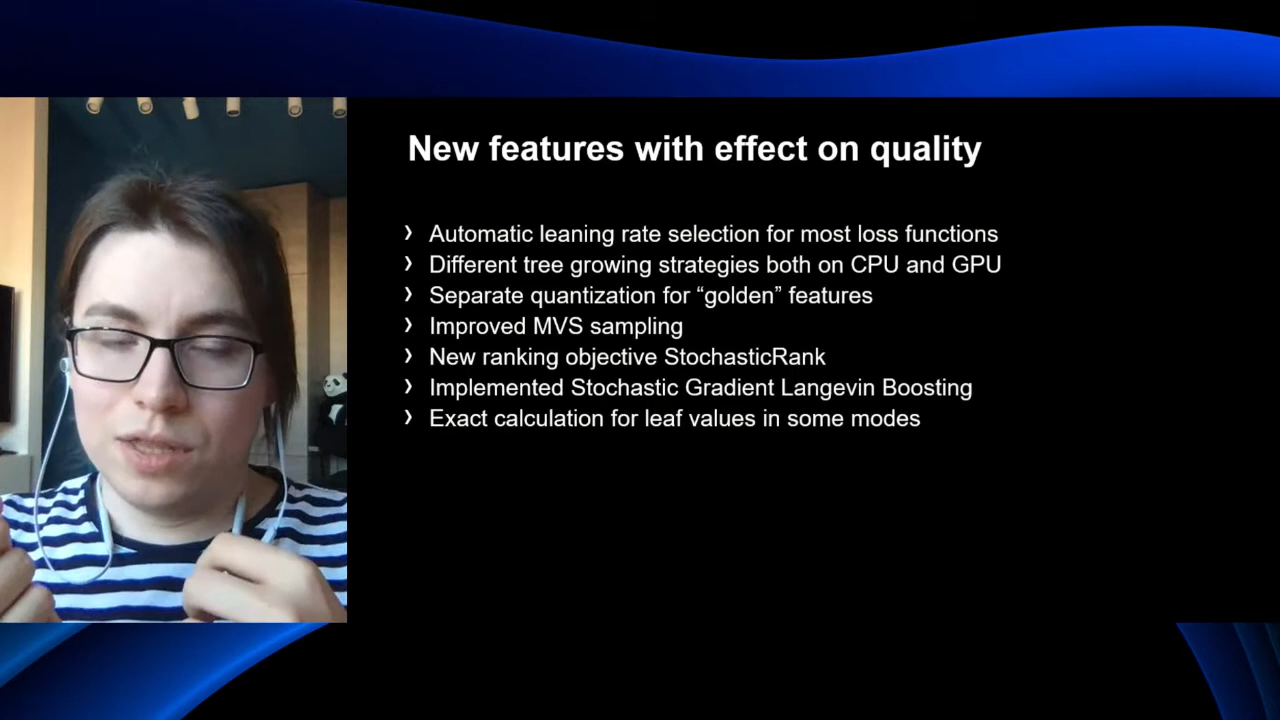 New features with effect on quality
› Automatic leaning rate selection for most loss functions
› Different tree growing strategies both on CPU and GPU
› Separate quantization for “golden” features
› Improved MVS sampling
› New ranking objective StochasticRank
› Implemented Stochastic Gradient Langevin Boosting
› Exact calculation for leaf values in some modes